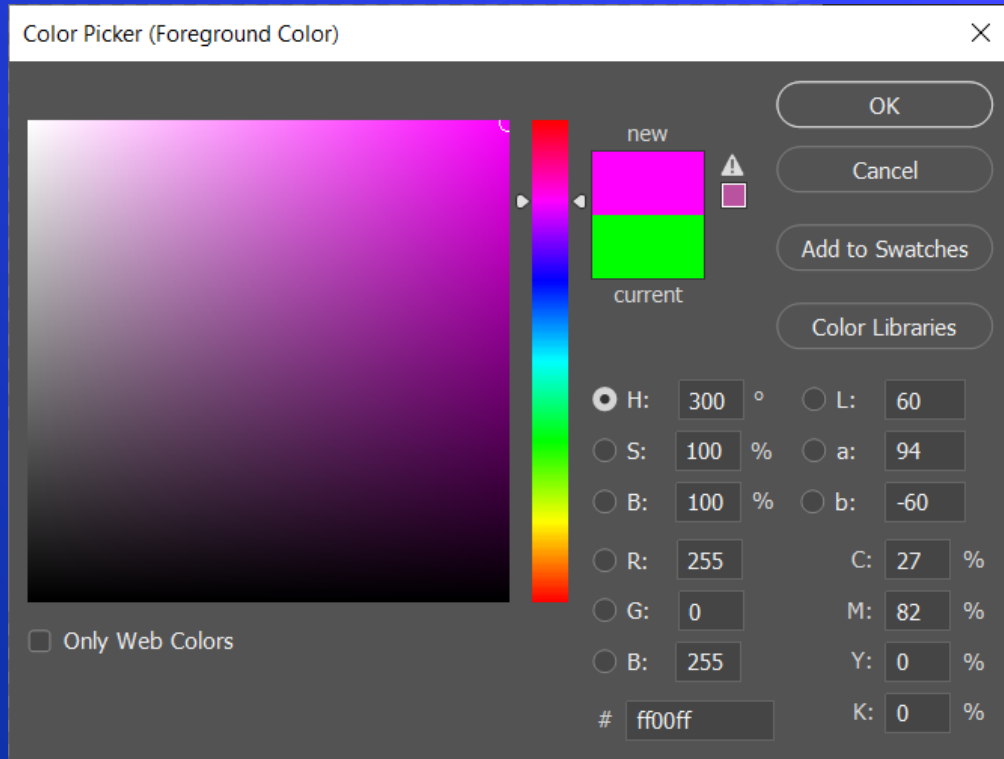 Color Picker (Foreground Color)
OK
new
Cancel
Add to Swatches
current
Color Libraries
H: 300 ° L: 60
S: 100 % a: 94
B: 100 % b: -60
R: 255 C: 27 %
G: 0 M: 82 %
Only Web Colors
B: 255 Y: 0 %
# ff00ff K: 0 %